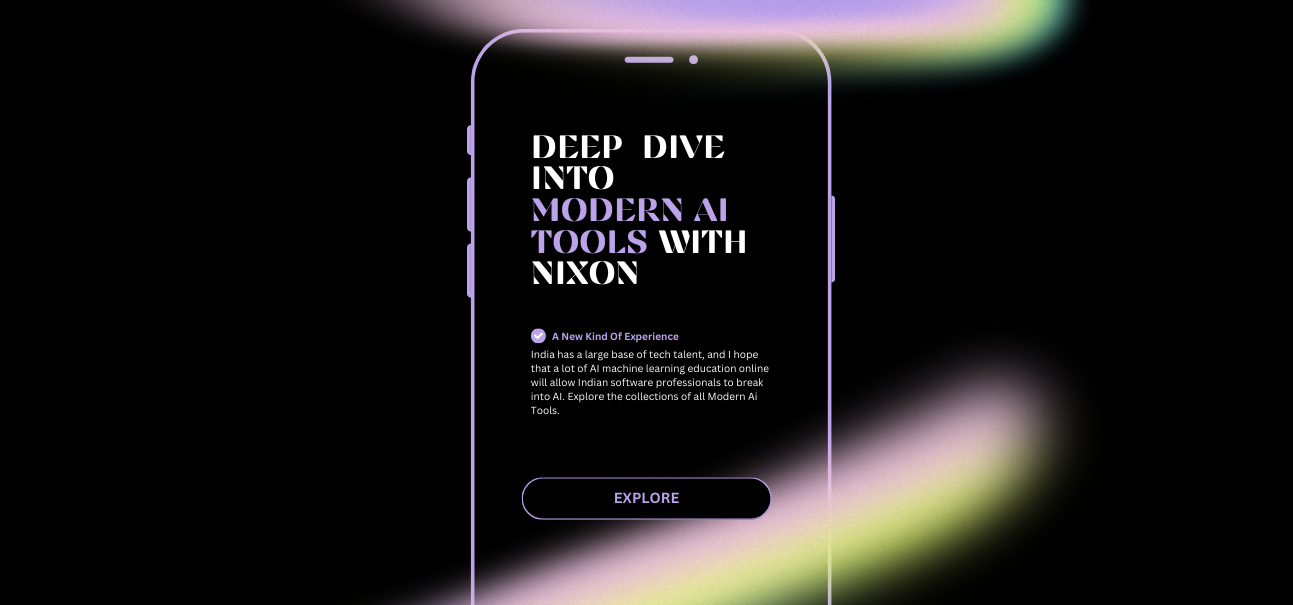 DEEP DIVE
INTO
MODERN AI
TOOLS WITH
NIXON
A New Kind Of Experience
India has a large base of tech talent, and I hope
that a lot of AI machine learning education online
will allow Indian software professionals to break
into AI. Explore the collections of all Modern Ai
Tools.
EXPLORE